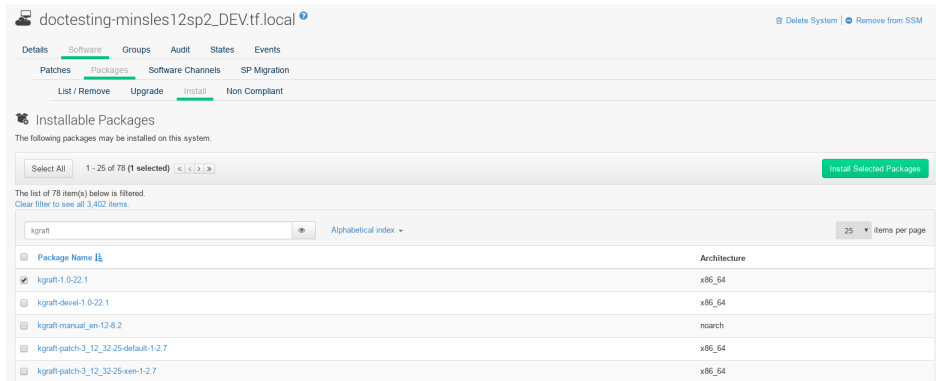 doctesting-minsles12sp2_DEV.tf.local ?
Delete System | Remove from SSM
Details Software Groups Audit States Events
Patches Packages Software Channels SP Migration
List / Remove Upgrade Install Non Compliant
Installable Packages
The following packages may be installed on this system.
Select All 1 - 25 of 78 (1 selected) « < > » Install Selected Packages
The list of 78 item(s) below is filtered.
Clear filter to see all 3,402 items.
kgraft Alphabetical index 25 items per page
Package Name Architecture
kgraft-1.0-22.1 x86_64
kgraft-devel-1.0-22.1 x86_64
kgraft-manual_en-12-8.2 noarch
kgraft-patch-3_12_32-25-default-1-2.7 x86_64
kgraft-patch-3_12_32-25-xen-1-2.7 x86_64